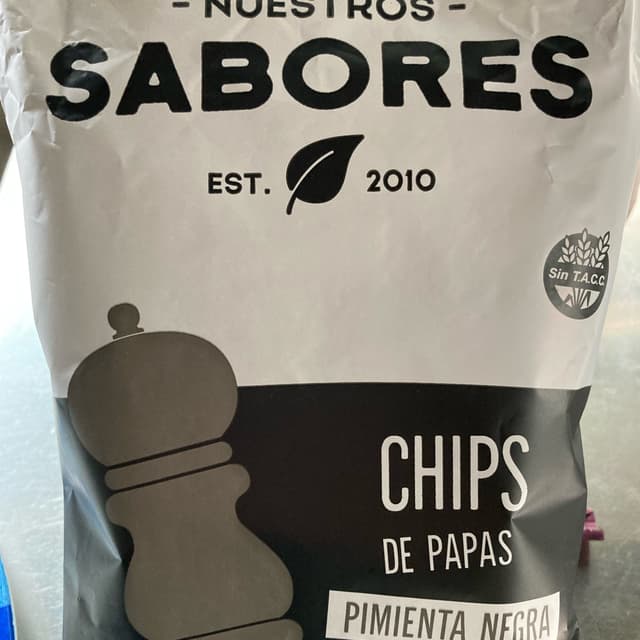 - NUESTROS -
SABORES
EST. 2010
Sin T.A.C.C.
CHIPS
DE PAPAS
PIMIENTA NEGRA